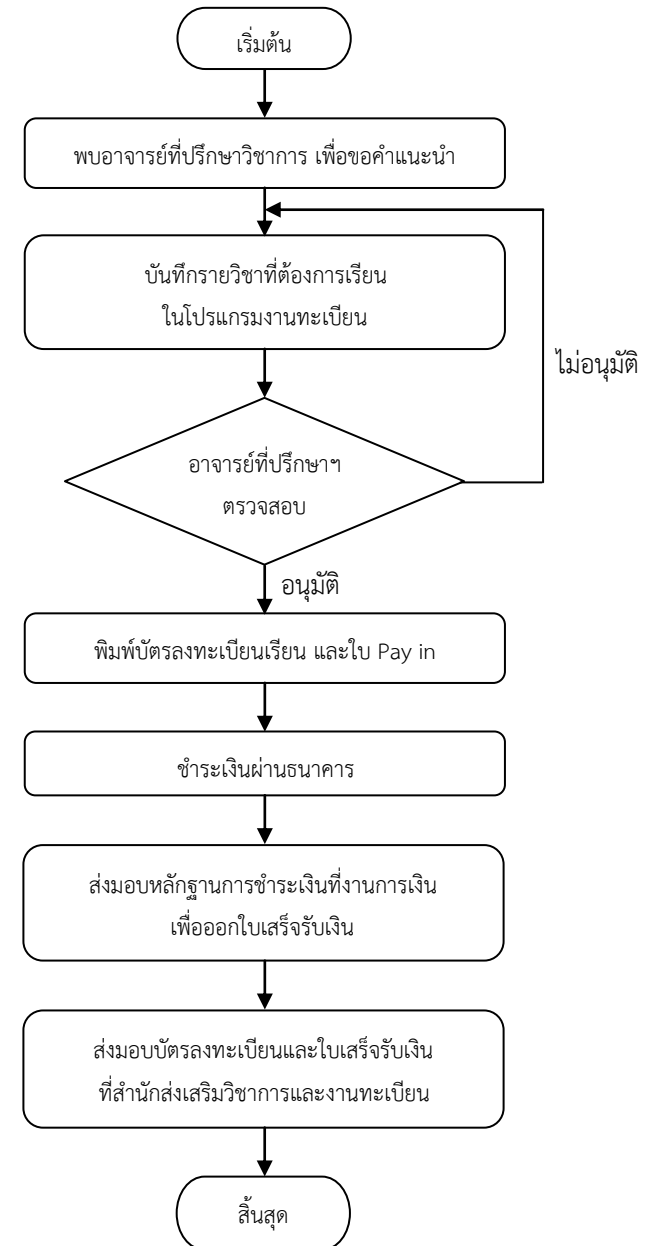 เริ่มต้น
พบอาจารย์ที่ปรึกษาวิชาการ เพื่อขอคำแนะนำ
บันทึกรายวิชาที่ต้องการเรียน
ในโปรแกรมงานทะเบียน
ไม่อนุมัติ
อาจารย์ที่ปรึกษาฯ
ตรวจสอบ
อนุมัติ
พิมพ์บัตรลงทะเบียนเรียน และใบ Pay in
ชำระเงินผ่านธนาคาร
ส่งมอบหลักฐานการชำระเงินที่งานการเงิน
เพื่อออกใบเสร็จรับเงิน
ส่งมอบบัตรลงทะเบียนและใบเสร็จรับเงิน
ที่สำนักส่งเสริมวิชาการและงานทะเบียน
สิ้นสุด